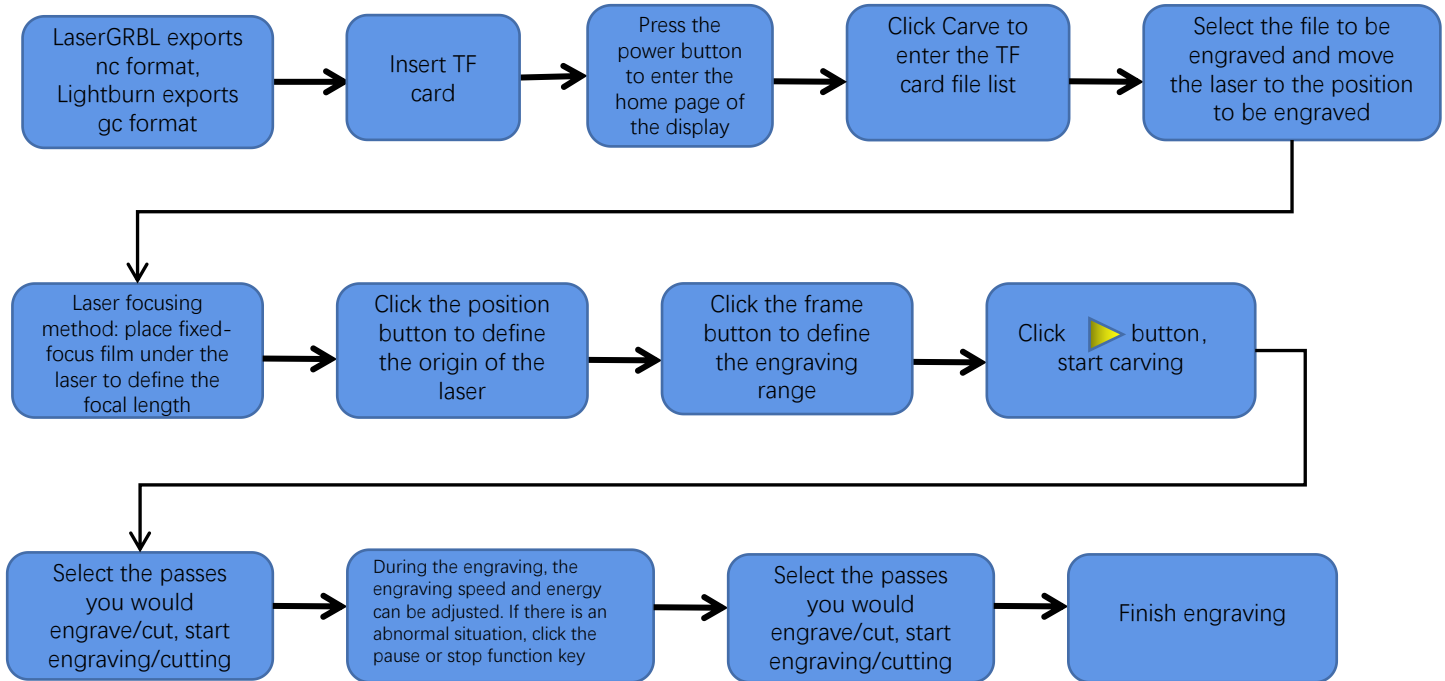 LaserGRBL exports
nc format,
Lightburn exports
gc format
Insert TF
card
Press the
power button
to enter the
home page of
the display
Click Carve to
enter the TF
card file list
Select the file to be
engraved and move
the laser to the position
to be engraved
Laser focusing
method: place fixed-
focus film under the
laser to define the
focal length
Click the position
button to define
the origin of the
laser
Click the frame
button to define
the engraving
range
Click button,
start carving
Select the passes
you would
engrave/cut, start
engraving/cutting
During the engraving, the
engraving speed and energy
can be adjusted. If there is an
abnormal situation, click the
pause or stop function key
Select the passes
you would
engrave/cut, start
engraving/cutting
Finish engraving